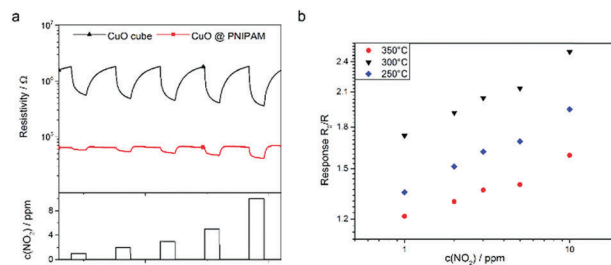 a
CuO cube
CuO @ PNIPAM
10⁷
10⁶
10⁵
Resistivity / Ω
8
4
0
c(NO₂) / ppm
b
350°C
300°C
250°C
2.4
2.1
1.8
1.5
1.2
Response R₀/R
1
10
c(NO₂) / ppm